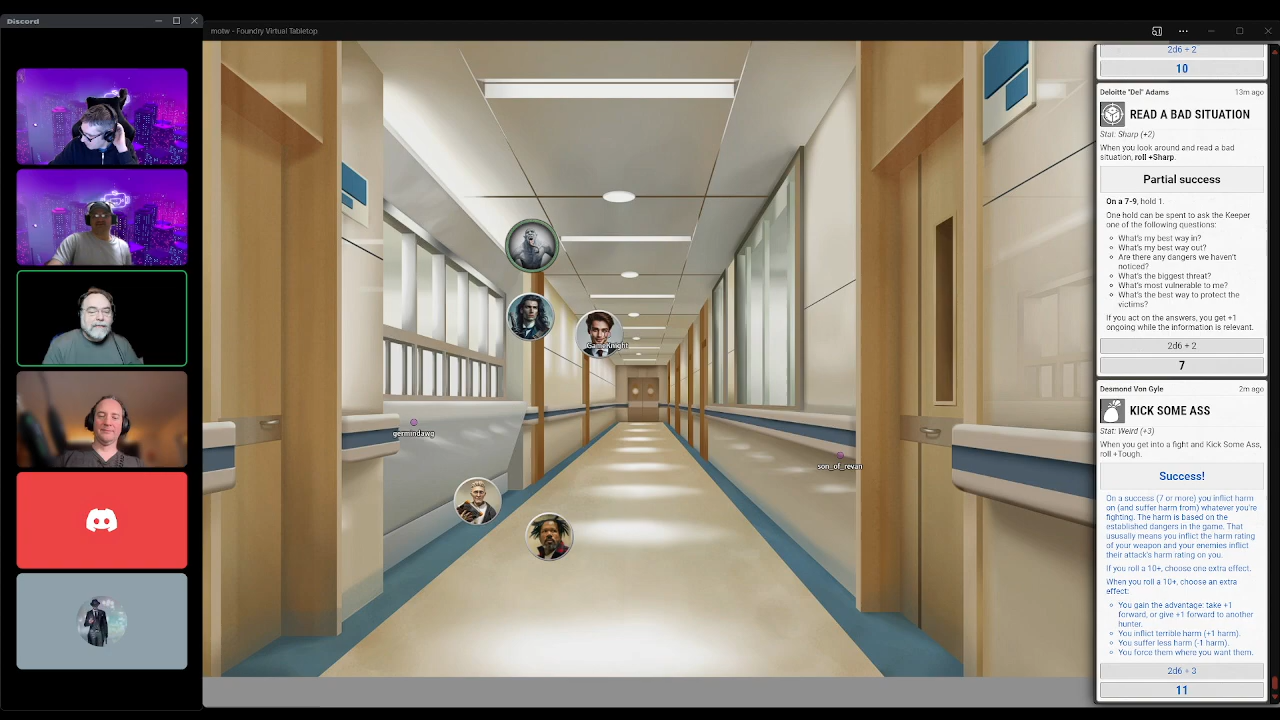 Discord
motw - Foundry Virtual Tabletop
2d6 + 2
10
Deloitte "Del" Adams
13m ago
READ A BAD SITUATION
Stat: Sharp (+2)
When you look around and read a bad
situation, roll +Sharp.
Partial success
On a 7-9, hold 1.
One hold can be spent to ask the Keeper
one of the following questions:
What's my best way in?
What's my best way out?
Are there any dangers we haven't
noticed?
What's the biggest threat?
What's most vulnerable to me?
What's the best way to protect the
victims?
If you act on the answers, you get +1
ongoing while the information is relevant.
2d6 + 2
7
Desmond Von Gyle
2m ago
KICK SOME ASS
Stat: Weird (+3)
When you get into a fight and Kick Some Ass,
roll +Tough.
Success!
On a success (7 or more) you inflict harm
on (and suffer harm from) whatever you're
fighting. The harm is based on the
established dangers in the game. That
ususally means you inflict the harm rating
of your weapon and your enemies inflict
their attack's harm rating on you.
If you roll a 10+, choose one extra effect.
When you roll a 10+, choose an extra
effect:
You gain the advantage: take +1
forward, or give +1 forward to another
hunter.
You inflict terrible harm (+1 harm).
You suffer less harm (-1 harm).
You force them where you want them.
2d6 + 3
11
GameKnight
germindawg
son_of_revan